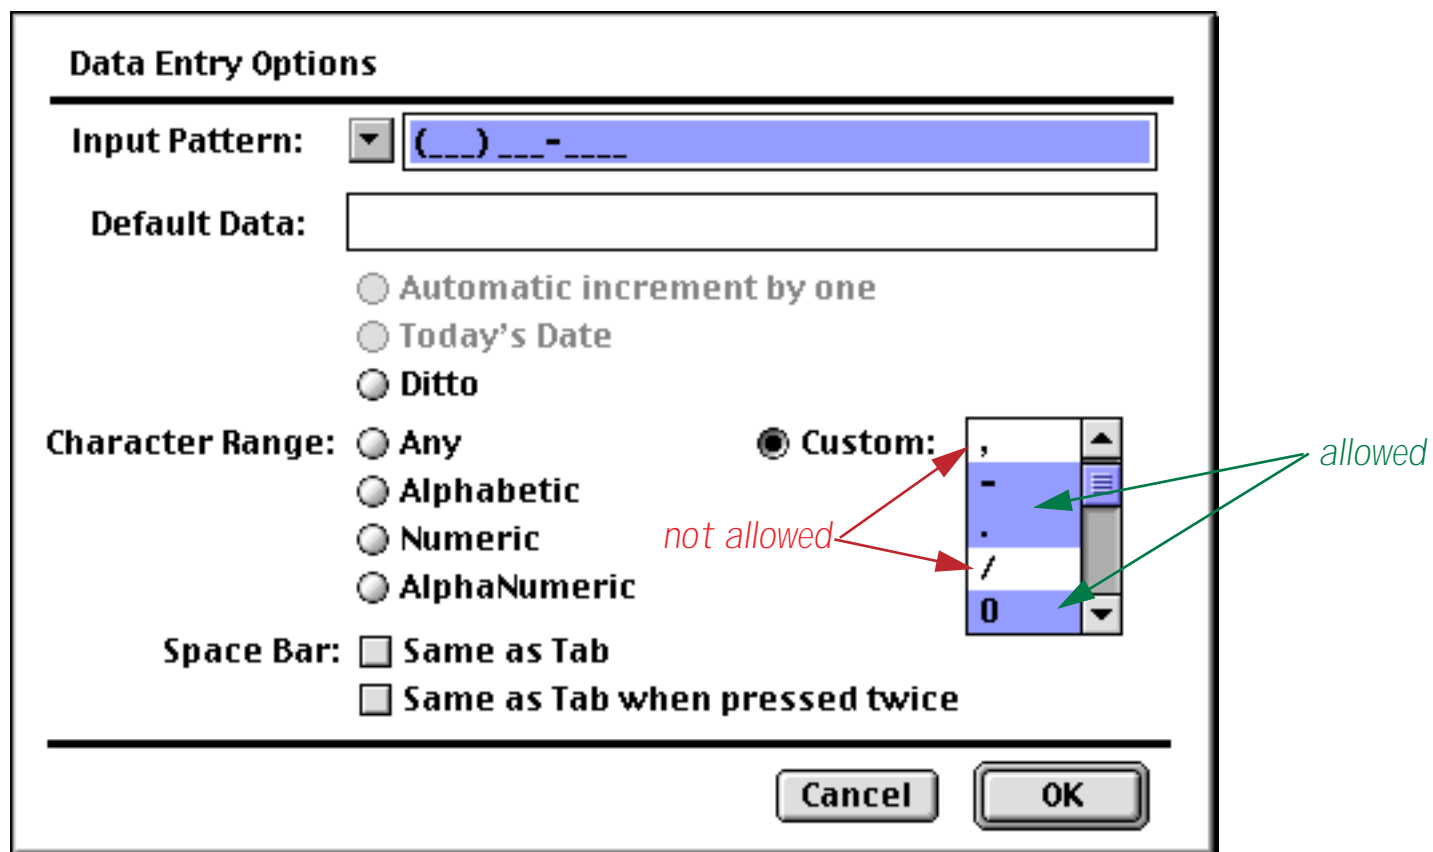 Data Entry Options
Input Pattern: (___) ___-____
Default Data:
Automatic increment by one
Today's Date
Ditto
Character Range: Any Custom: ,
- allowed
Alphabetic
not allowed .
Numeric
/
AlphaNumeric 0
Space Bar: Same as Tab
Same as Tab when pressed twice
Cancel OK